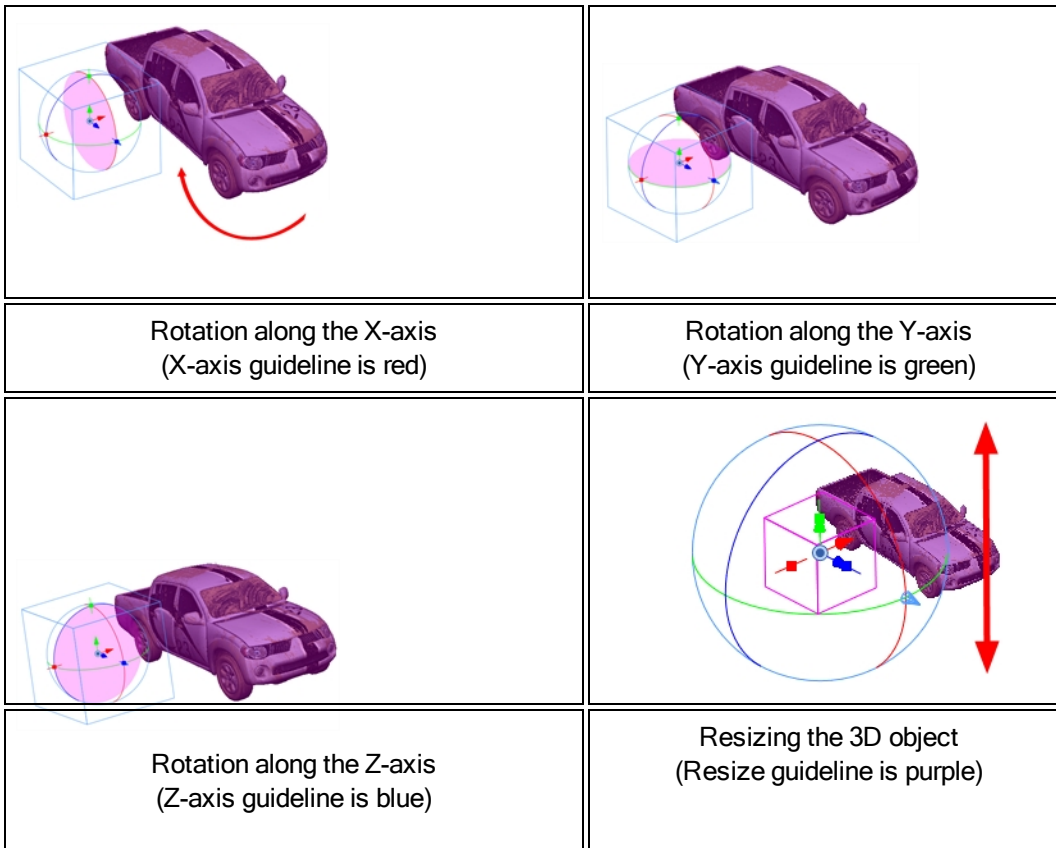 Rotation along the X-axis
(X-axis guideline is red)
Rotation along the Y-axis
(Y-axis guideline is green)
Rotation along the Z-axis
(Z-axis guideline is blue)
Resizing the 3D object
(Resize guideline is purple)